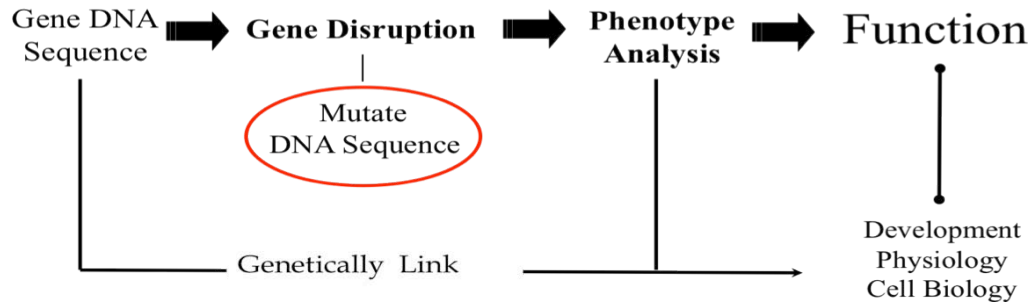 Gene DNA
Sequence
Gene Disruption
Phenotype
Analysis
Function
Mutate
DNA Sequence
Genetically Link
Development
Physiology
Cell Biology